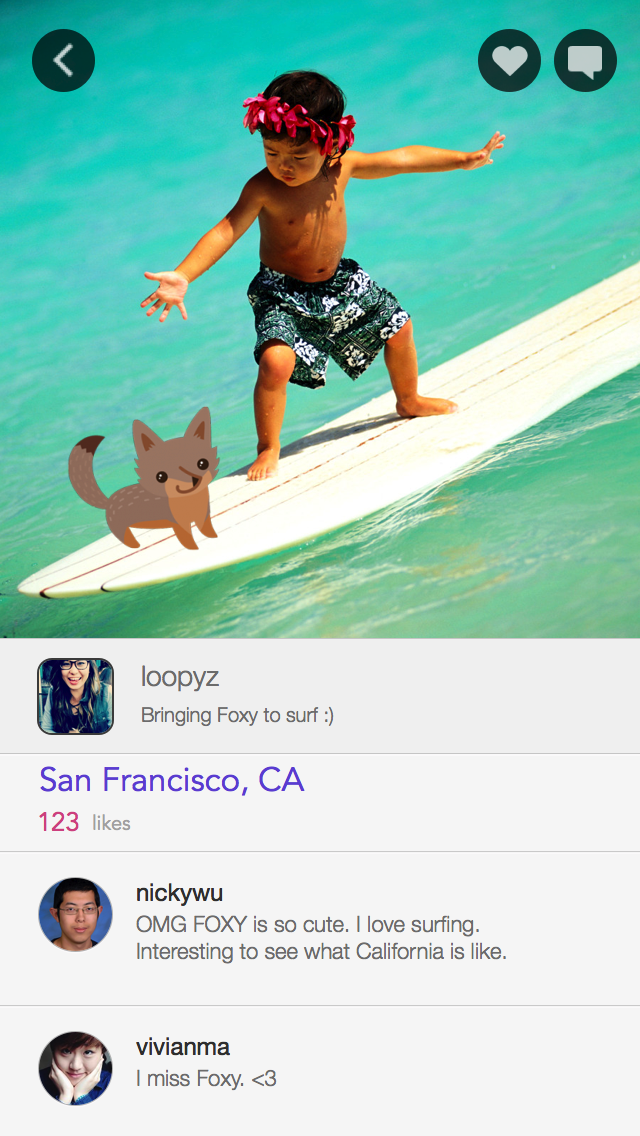 loopyz
Bringing Foxy to surf :)
San Francisco, CA
123 likes
nickywu
OMG FOXY is so cute. I love surfing.
Interesting to see what California is like.
vivianma
I miss Foxy. <3